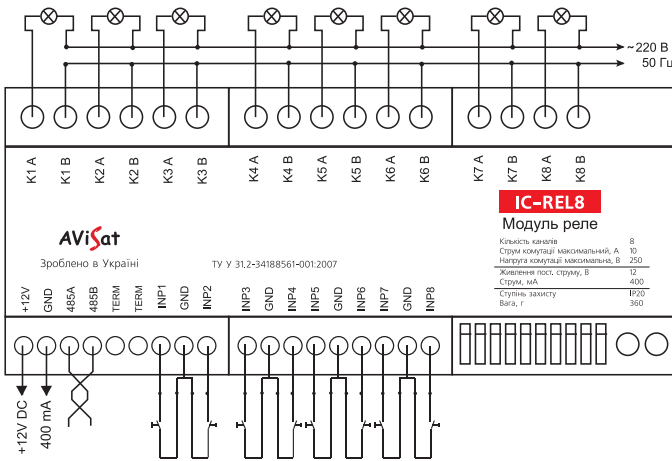 ~220 В
50 Гц
K1 A
K1 B
K2 A
K2 B
K3 A
K3 B
K4 A
K4 B
K5 A
K5 B
K6 A
K6 B
K7 A
K7 B
K8 A
K8 B
IC-REL8
Модуль реле
AViSat
Зроблено в Україні
ТУ У 31.2-34188561-001:2007
Кількість каналів 8
Струм комутації максимальний, А 10
Напруга комутації максимальна, В 250
Живлення пост. струму, В 12
Струм, мА 400
Ступінь захисту IP20
Вага, г 360
+12V
GND
485A
485B
TERM
TERM
INP1
GND
INP2
INP3
GND
INP4
INP5
GND
INP6
INP7
GND
INP8
+12V DC
400 mA